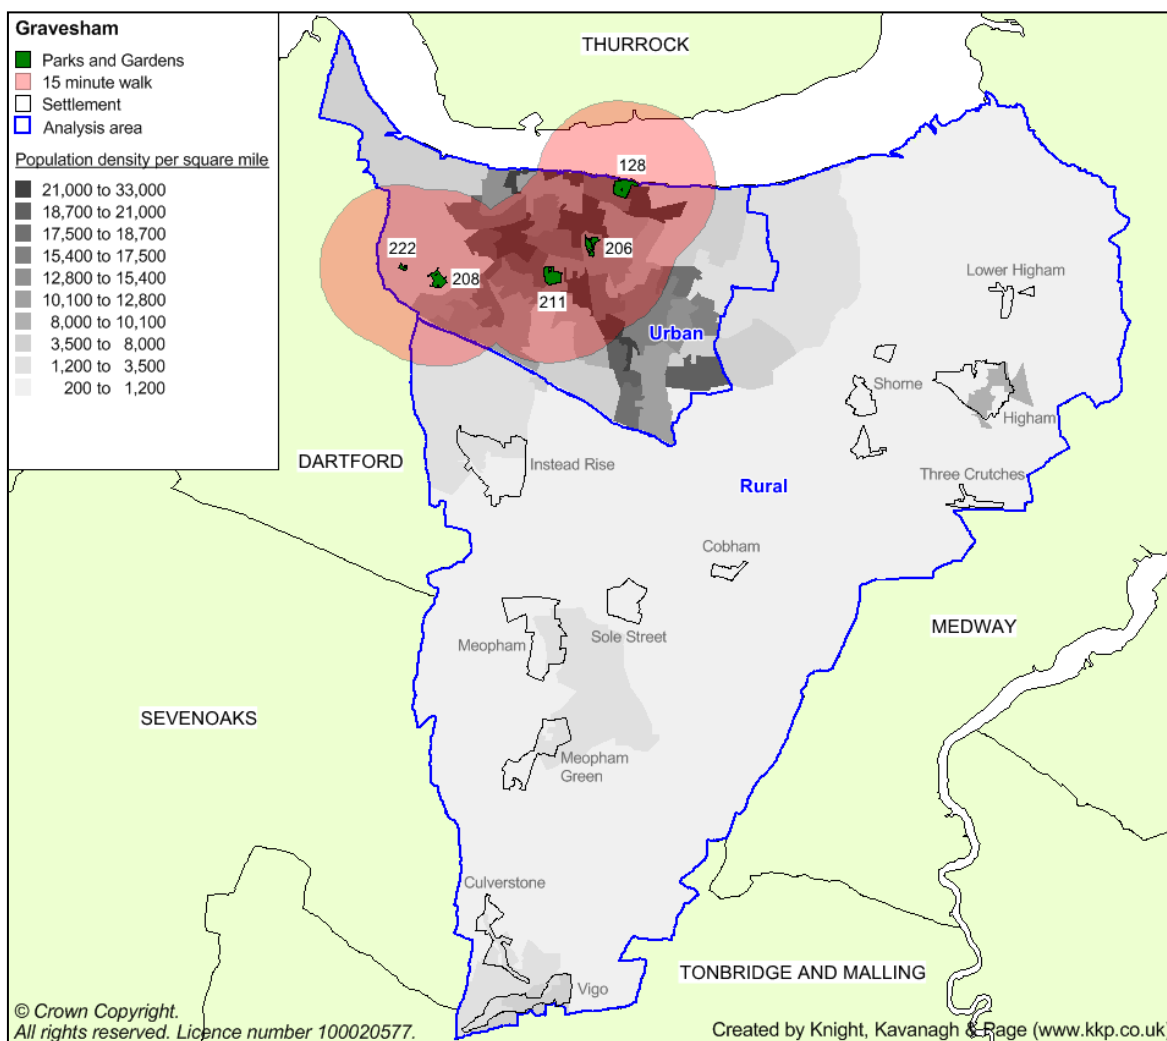 Gravesham
Parks and Gardens
15 minute walk
Settlement
Analysis area
Population density per square mile
21,000 to 33,000
18,700 to 21,000
17,500 to 18,700
15,400 to 17,500
12,800 to 15,400
10,100 to 12,800
8,000 to 10,100
3,500 to 8,000
1,200 to 3,500
200 to 1,200
THURROCK
128
222
206
208
211
Lower Higham
Urban
Shorne
Higham
DARTFORD
Instead Rise
Three Crutches
Rural
Cobham
Meopham
Sole Street
MEDWAY
SEVENOAKS
Meopham
Green
Culverstone
TONBRIDGE AND MALLING
Vigo
© Crown Copyright.
All rights reserved. Licence number 100020577.
Created by Knight, Kavanagh & Page (www.kkp.co.uk)